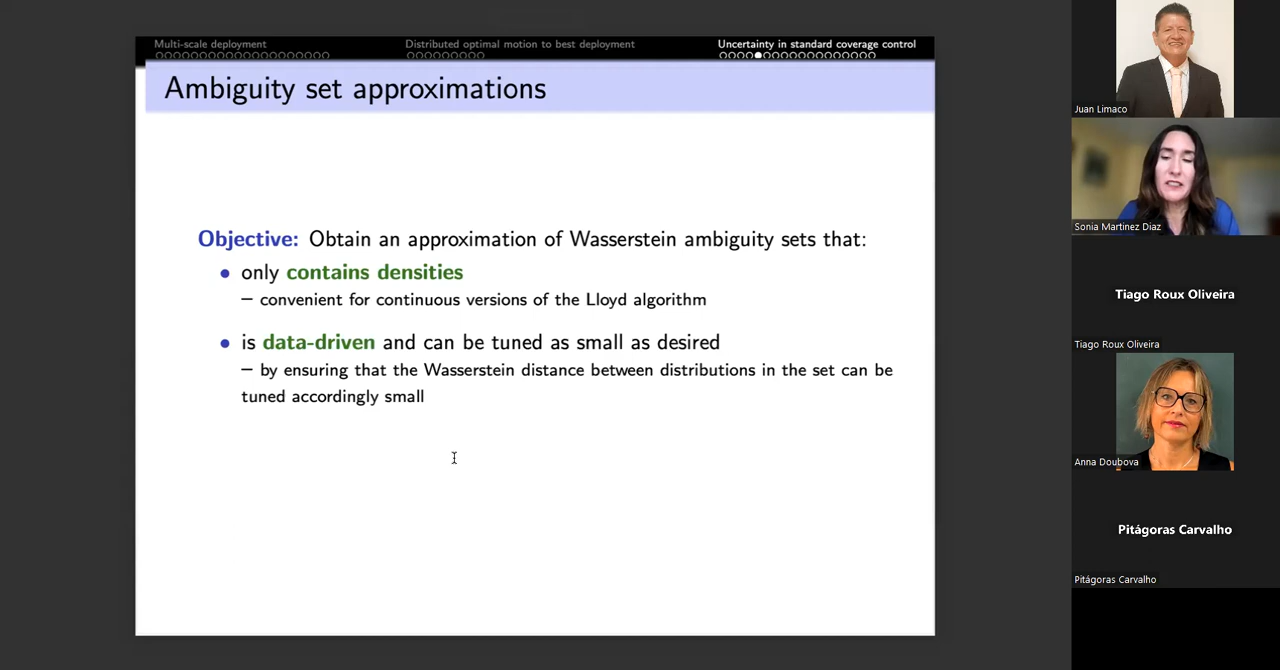 Multi-scale deployment
Distributed optimal motion to best deployment
Uncertainty in standard coverage control
Ambiguity set approximations
Objective: Obtain an approximation of Wasserstein ambiguity sets that:
• only contains densities
– convenient for continuous versions of the Lloyd algorithm
• is data-driven and can be tuned as small as desired
– by ensuring that the Wasserstein distance between distributions in the set can be
tuned accordingly small
Juan Limaco
Sonia Martinez Diaz
Tiago Roux Oliveira
Tiago Roux Oliveira
Anna Doubova
Pitágoras Carvalho
Pitágoras Carvalho